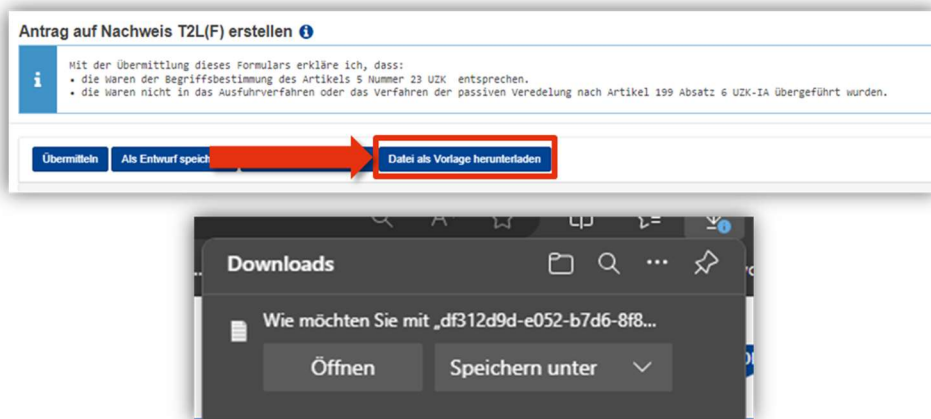 Antrag auf Nachweis T2L(F) erstellen
Mit der Übermittlung dieses Formulars erkläre ich, dass:
• die Waren der Begriffsbestimmung des Artikels 5 Nummer 23 UZK entsprechen.
• die Waren nicht in das Ausfuhrverfahren oder das Verfahren der passiven Veredelung nach Artikel 199 Absatz 6 UZK-IA übergeführt wurden.
Übermitteln Als Entwurf speich Datei als Vorlage herunterladen
Downloads
Wie möchten Sie mit „df312d9d-e052-b7d6-8f8...
Öffnen Speichern unter